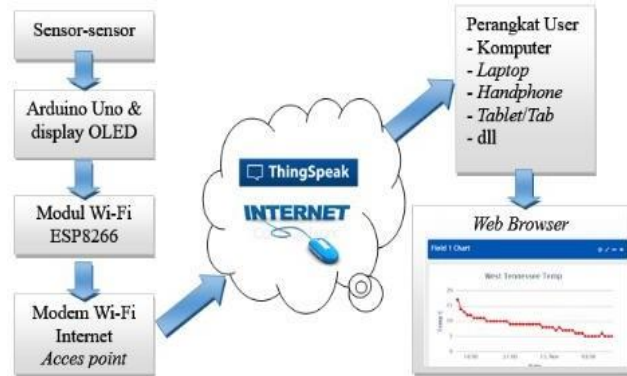 Sensor-sensor
Arduino Uno &
display OLED
Modul Wi-Fi
ESP8266
Modem Wi-Fi
Internet
Acces point
ThingSpeak
INTERNET
Perangkat User
- Komputer
- Laptop
- Handphone
- Tablet/Tab
- dll
Web Browser
Field 1 Chart
West Tennessee Temp